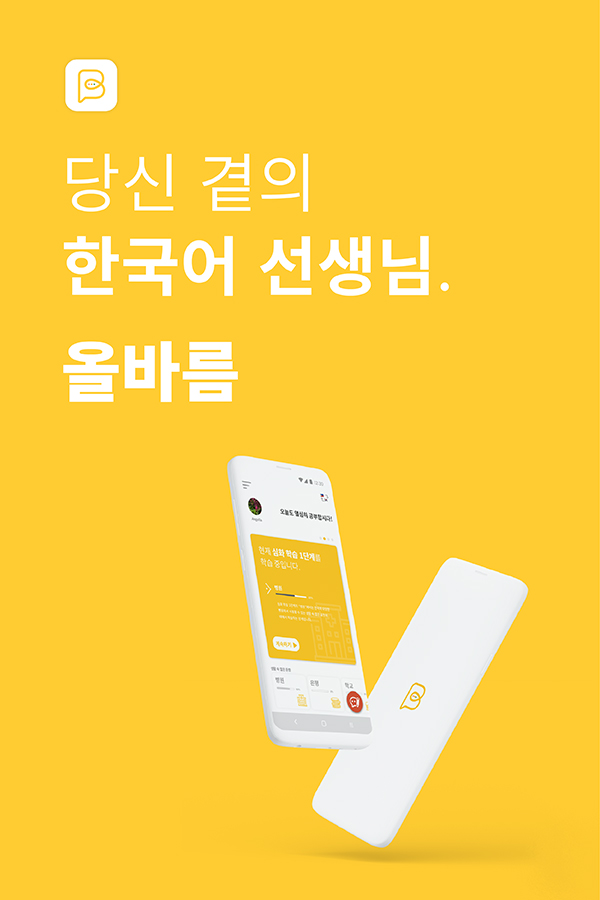 당신 곁의
한국어 선생님.
올바름
오늘도 열심히 공부합시다!
현재 심화 학습 1단계를
학습 중입니다
병원
병원
은행
학교